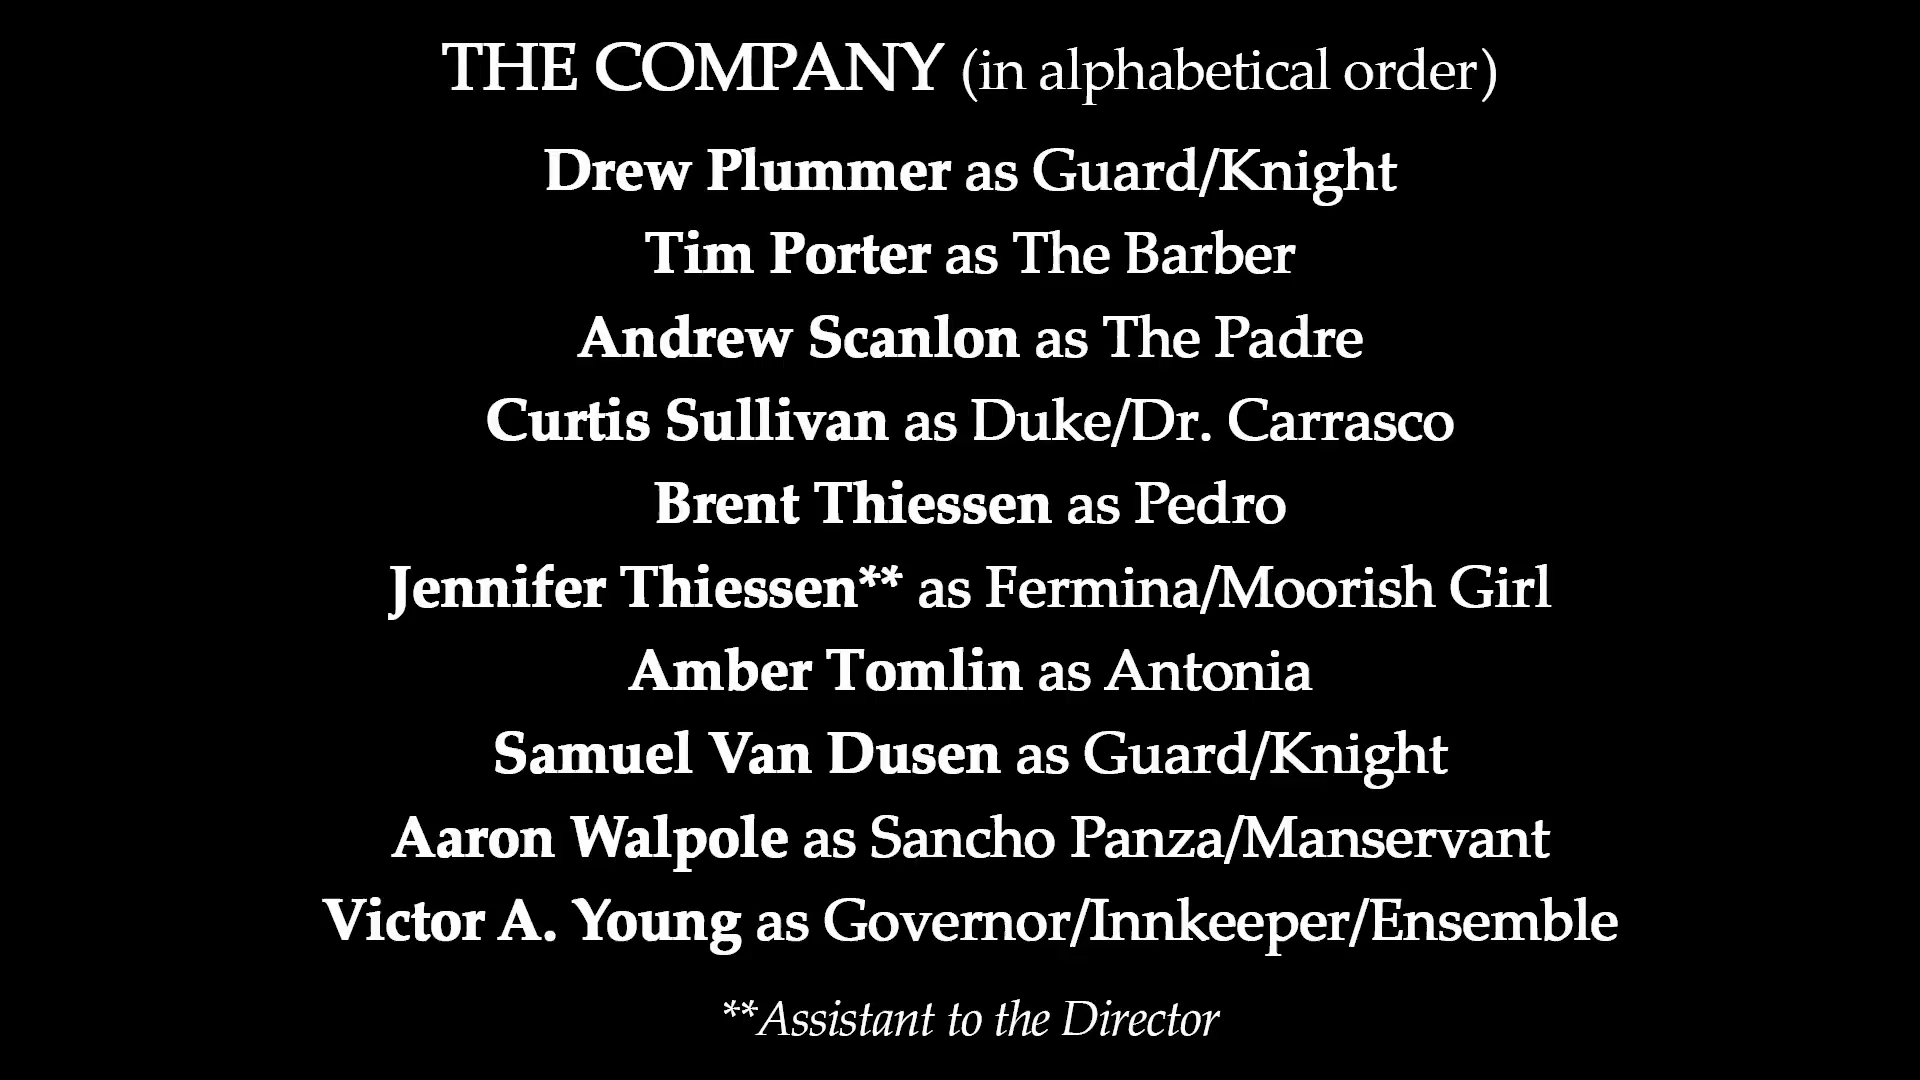 THE COMPANY (in alphabetical order)
Drew Plummer as Guard/Knight
Tim Porter as The Barber
Andrew Scanlon as The Padre
Curtis Sullivan as Duke/Dr. Carrasco
Brent Thiessen as Pedro
Jennifer Thiessen** as Fermina/Moorish Girl
Amber Tomlin as Antonia
Samuel Van Dusen as Guard/Knight
Aaron Walpole as Sancho Panza/Manservant
Victor A. Young as Governor/Innkeeper/Ensemble
**Assistant to the Director